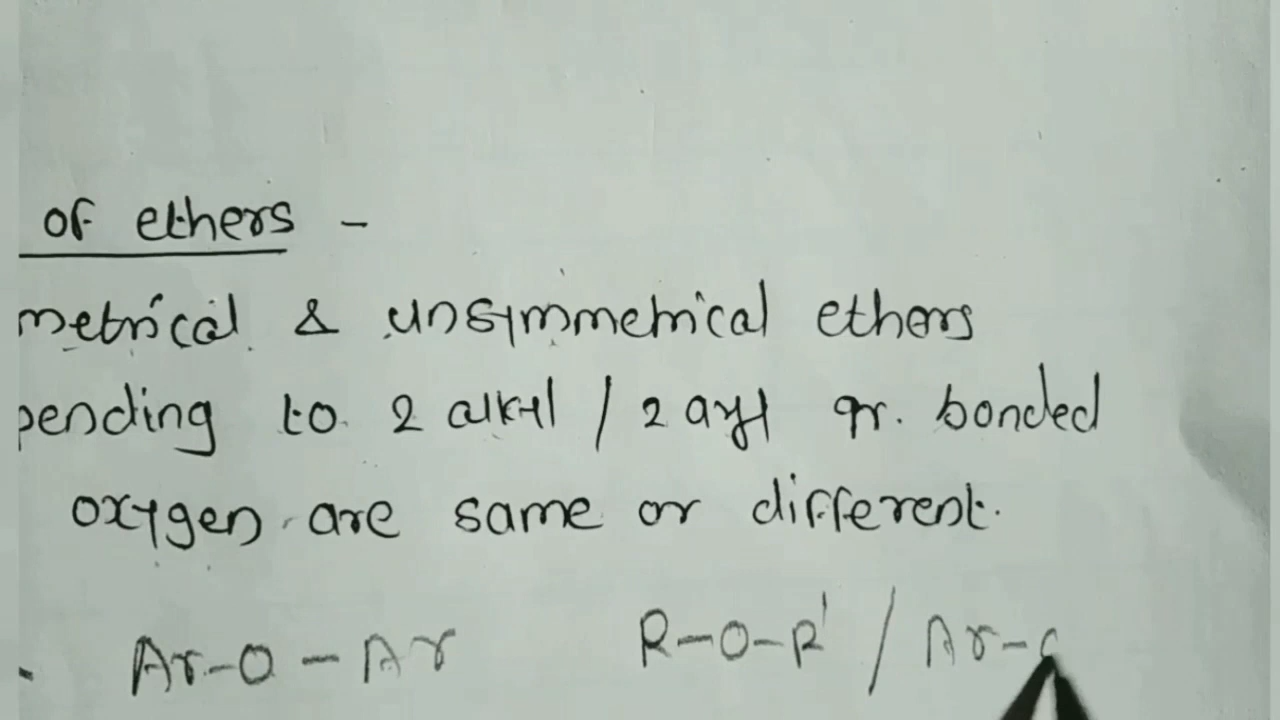 of ethers -
metrical & unsymmetrical ethers
pending to 2 alkyl / 2 aryl gr. bonded
oxygen are same or different.
Ar-O-Ar R-O-R' / Ar-